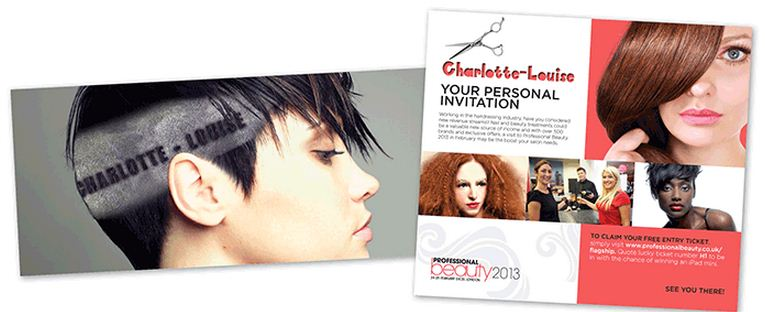 CHARLOTTE - LOUISE
Charlotte-Louise
YOUR PERSONAL
INVITATION
Working in the hairdressing industry, have you considered
new revenue streams? Nail and beauty treatments could
be a valuable new source of income and with over 500
brands and exclusive offers, a visit to Professional Beauty
2013 in February may be the boost your salon needs.
TO CLAIM YOUR FREE ENTRY TICKET,
simply visit www.professionalbeauty.co.uk/
flagship. Quote lucky ticket number H1 to be
in with the chance of winning an iPad mini.
SEE YOU THERE!
PROFESSIONAL
beauty2013
24-25 FEBRUARY EXCEL LONDON